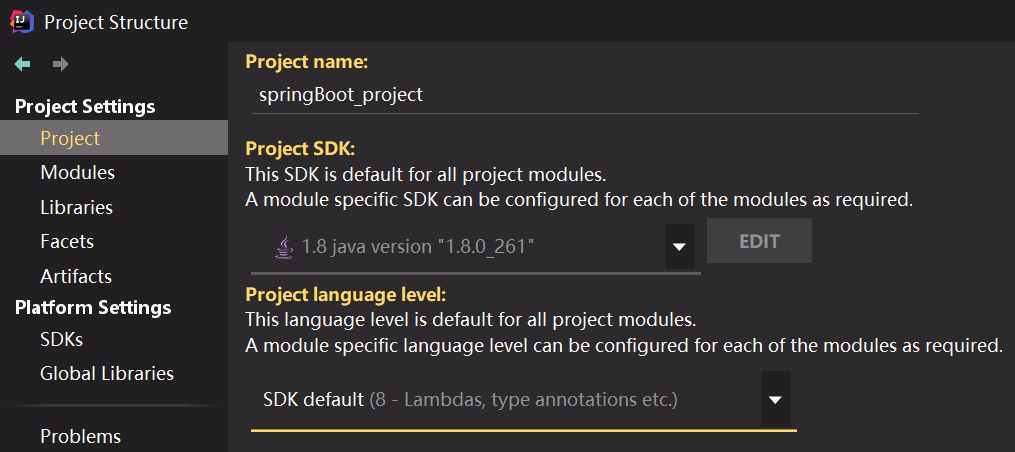 Project Structure
Project Settings
Project
Modules
Libraries
Facets
Artifacts
Platform Settings
SDKs
Global Libraries
Problems
Project name:
springBoot_project
Project SDK:
This SDK is default for all project modules.
A module specific SDK can be configured for each of the modules as required.
1.8 java version "1.8.0_261"
EDIT
Project language level:
This language level is default for all project modules.
A module specific language level can be configured for each of the modules as required.
SDK default (8 - Lambdas, type annotations etc.)